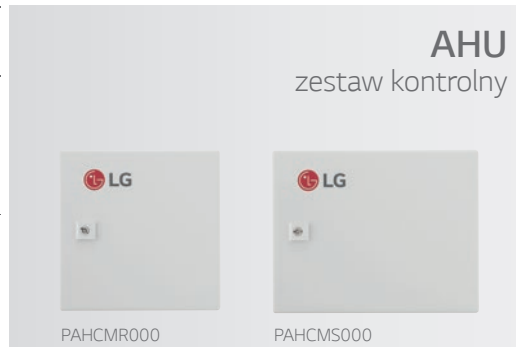 AHU
zestaw kontrolny
LG
LG
PAHCMR000
PAHCMS000